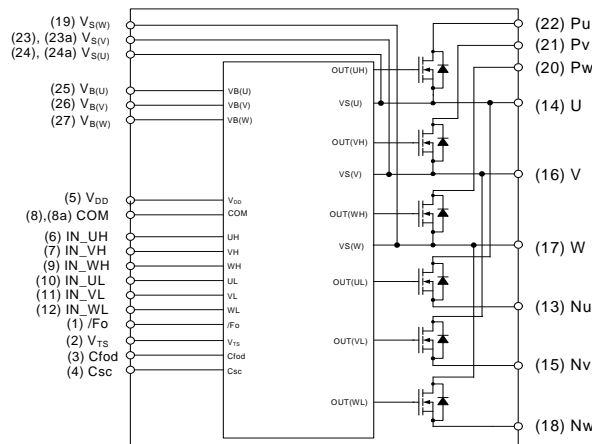 (19) VS(W)
(23), (23a) VS(V)
(24), (24a) VS(U)
(25) VB(U)
(26) VB(V)
(27) VB(W)
(5) VDD
(8),(8a) COM
(6) IN_UH
(7) IN_VH
(9) IN_WH
(10) IN_UL
(11) IN_VL
(12) IN_WL
(1) /Fo
(2) VTS
(3) Cfod
(4) Csc
VB(U)
VB(V)
VB(W)
VDD
COM
UH
VH
WH
UL
VL
WL
/Fo
VTS
Cfod
Csc
OUT(UH)
VS(U)
OUT(VH)
VS(V)
OUT(WH)
VS(W)
OUT(UL)
OUT(VL)
OUT(WL)
(22) Pu
(21) Pv
(20) Pw
(14) U
(16) V
(17) W
(13) Nu
(15) Nv
(18) Nw